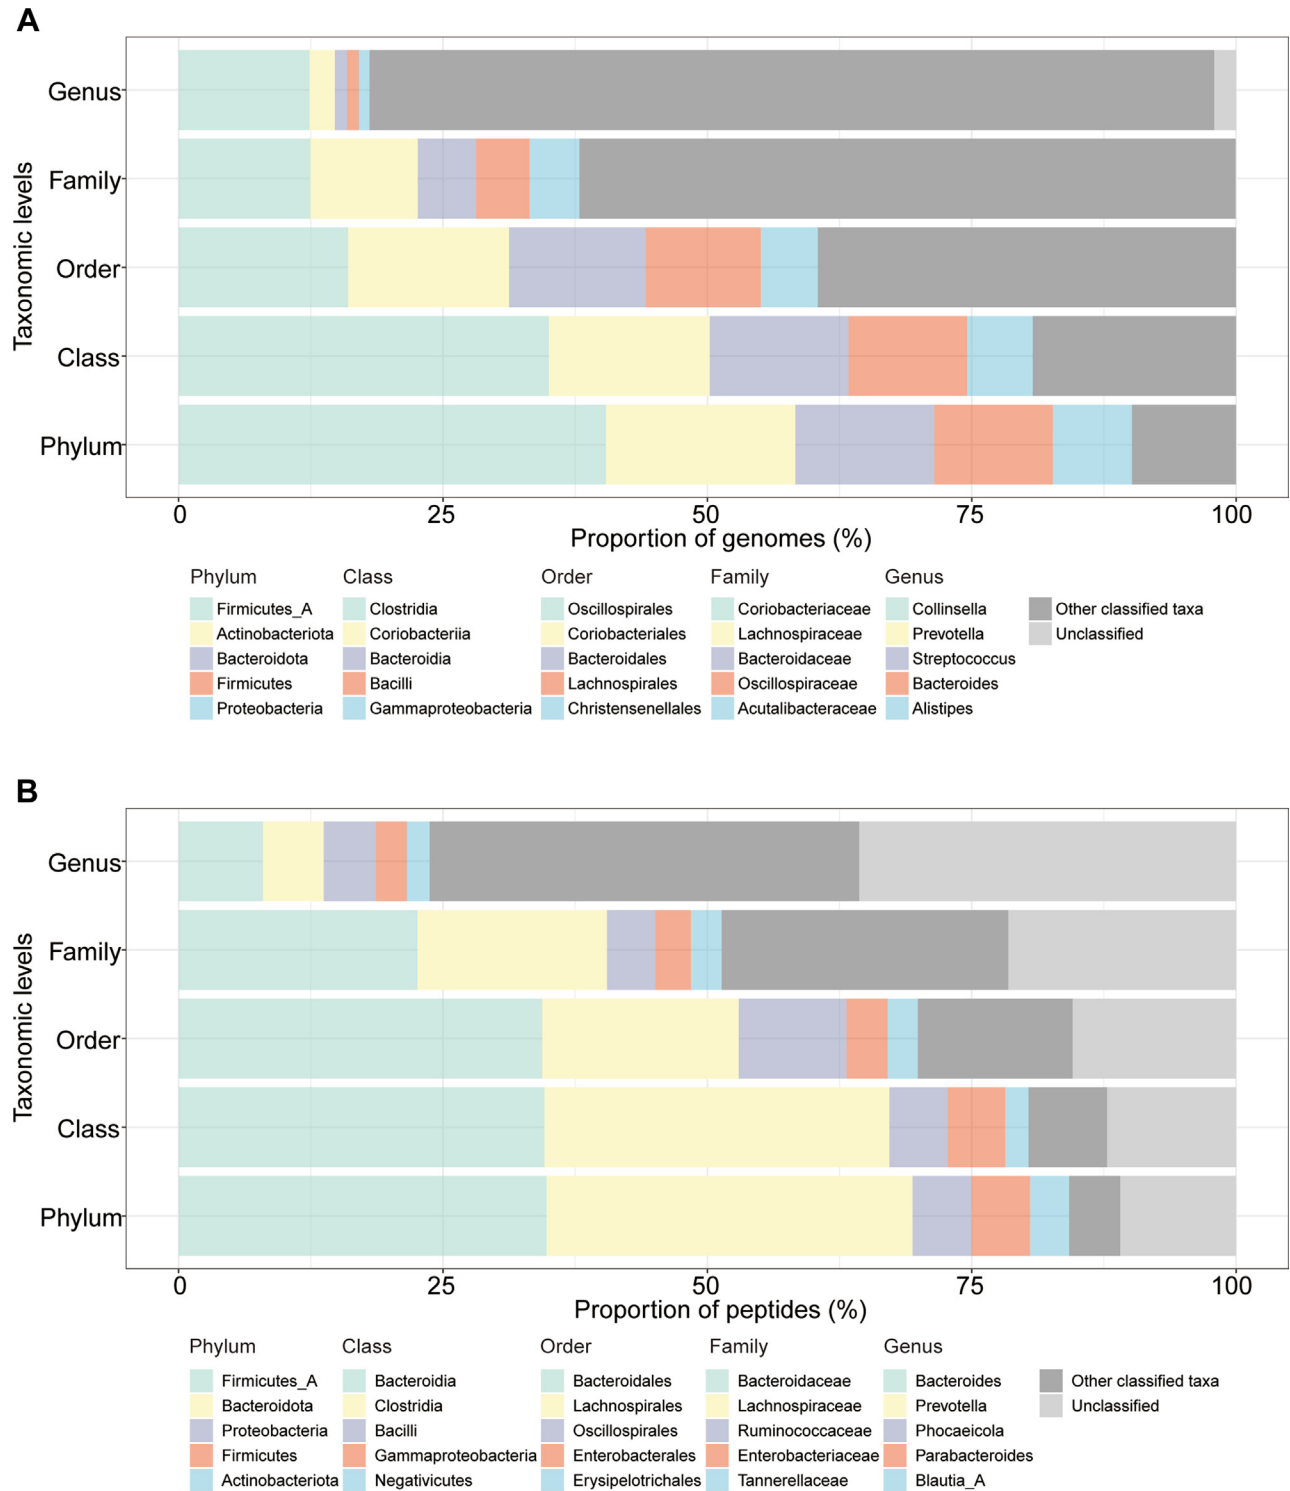 A
Taxonomic levels
Genus
Family
Order
Class
Phylum
0 25 50 75 100
Proportion of genomes (%)
Phylum Class Order Family Genus
Firmicutes_A Clostridia Oscillospirales Coriobacteriaceae Collinsella Other classified taxa
Actinobacteriota Coriobacteriia Coriobacteriales Lachnospiraceae Prevotella Unclassified
Bacteroidota Bacteroidia Bacteroidales Bacteroidaceae Streptococcus
Firmicutes Bacilli Lachnospirales Oscillospiraceae Bacteroides
Proteobacteria Gammaproteobacteria Christensenellales Acutalibacteraceae Alistipes
B
Taxonomic levels
Genus
Family
Order
Class
Phylum
0 25 50 75 100
Proportion of peptides (%)
Phylum Class Order Family Genus
Firmicutes_A Bacteroidia Bacteroidales Bacteroidaceae Bacteroides Other classified taxa
Bacteroidota Clostridia Lachnospirales Lachnospiraceae Prevotella Unclassified
Proteobacteria Bacilli Oscillospirales Ruminococcaceae Phocaeicola
Firmicutes Gammaproteobacteria Enterobacterales Enterobacteriaceae Parabacteroides
Actinobacteriota Negativicutes Erysipelotrichales Tannerellaceae Blautia_A